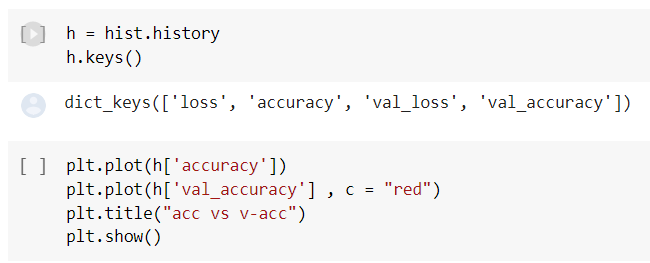 h = hist.history
h.keys()
dict_keys(['loss', 'accuracy', 'val_loss', 'val_accuracy'])
[ ] plt.plot(h['accuracy'])
plt.plot(h['val_accuracy'] , c = "red")
plt.title("acc vs v-acc")
plt.show()